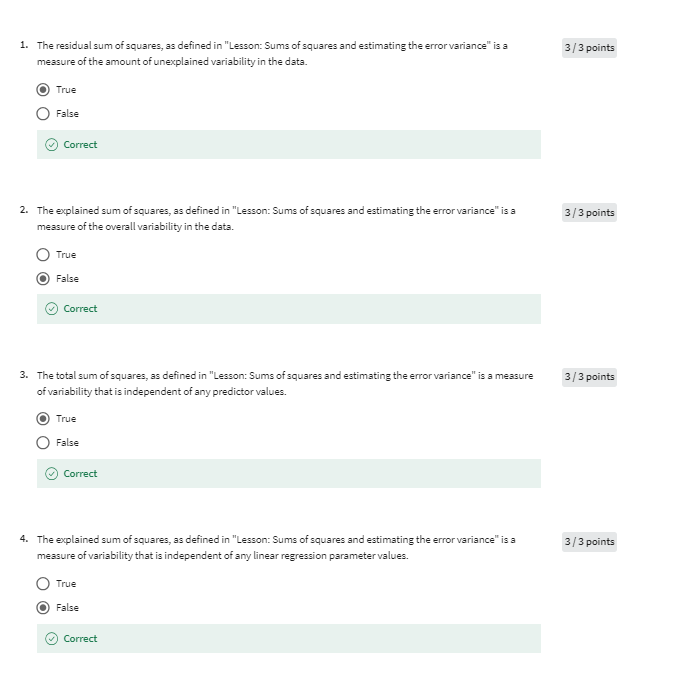 1. The residual sum of squares, as defined in "Lesson: Sums of squares and estimating the error variance" is a
measure of the amount of unexplained variability in the data.
3 / 3 points
True
False
Correct
2. The explained sum of squares, as defined in "Lesson: Sums of squares and estimating the error variance" is a
measure of the overall variability in the data.
3 / 3 points
True
False
Correct
3. The total sum of squares, as defined in "Lesson: Sums of squares and estimating the error variance" is a measure
of variability that is independent of any predictor values.
3 / 3 points
True
False
Correct
4. The explained sum of squares, as defined in "Lesson: Sums of squares and estimating the error variance" is a
measure of variability that is independent of any linear regression parameter values.
3 / 3 points
True
False
Correct